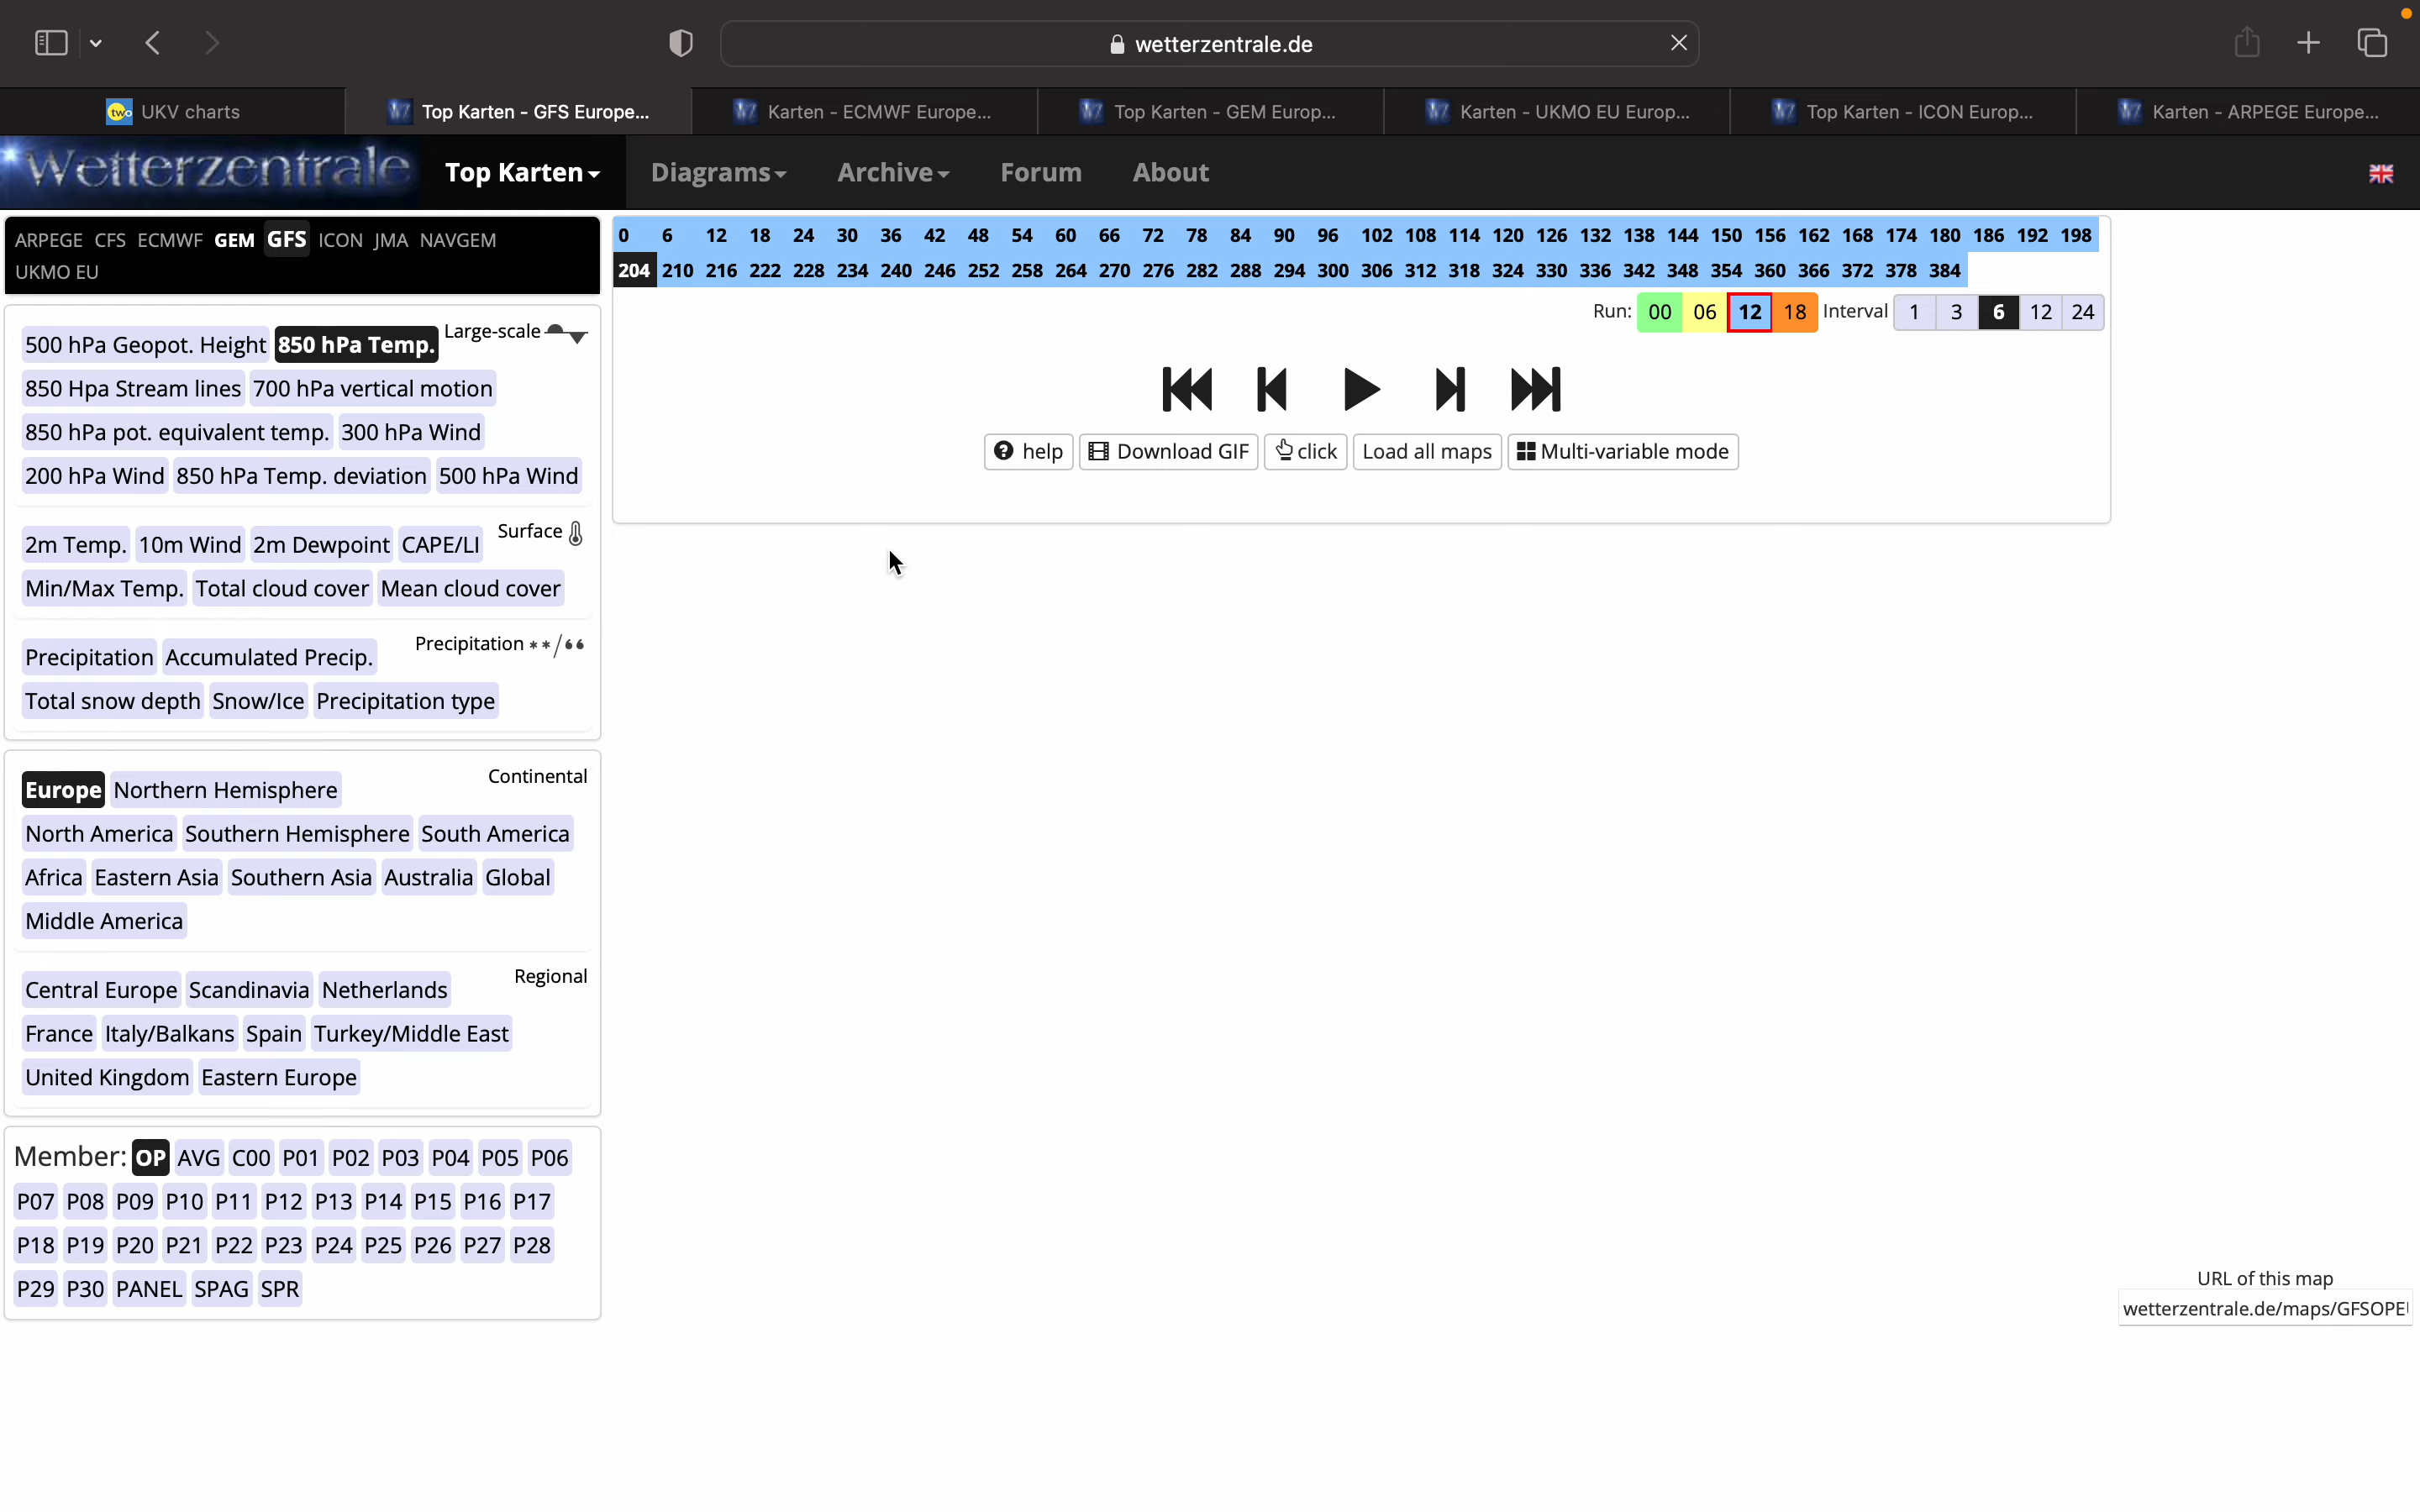 wetterzentrale.de
UKV charts
Top Karten - GFS Europe...
Karten - ECMWF Europe...
Top Karten - GEM Europ...
Karten - UKMO EU Europ...
Top Karten - ICON Europ...
Karten - ARPEGE Europe...
Wetterzentrale Top Karten Diagrams Archive Forum About
ARPEGE CFS ECMWF GEM GFS ICON JMA NAVGEM
UKMO EU
Large-scale
500 hPa Geopot. Height 850 hPa Temp.
850 Hpa Stream lines 700 hPa vertical motion
850 hPa pot. equivalent temp. 300 hPa Wind
200 hPa Wind 850 hPa Temp. deviation 500 hPa Wind
Surface
2m Temp. 10m Wind 2m Dewpoint CAPE/LI
Min/Max Temp. Total cloud cover Mean cloud cover
Precipitation **/
Precipitation Accumulated Precip.
Total snow depth Snow/Ice Precipitation type
Continental
Europe Northern Hemisphere
North America Southern Hemisphere South America
Africa Eastern Asia Southern Asia Australia Global
Middle America
Regional
Central Europe Scandinavia Netherlands
France Italy/Balkans Spain Turkey/Middle East
United Kingdom Eastern Europe
Member: OP AVG C00 P01 P02 P03 P04 P05 P06
P07 P08 P09 P10 P11 P12 P13 P14 P15 P16 P17
P18 P19 P20 P21 P22 P23 P24 P25 P26 P27 P28
P29 P30 PANEL SPAG SPR
0 6 12 18 24 30 36 42 48 54 60 66 72 78 84 90 96 102 108 114 120 126 132 138 144 150 156 162 168 174 180 186 192 198
204 210 216 222 228 234 240 246 252 258 264 270 276 282 288 294 300 306 312 318 324 330 336 342 348 354 360 366 372 378 384
Run: 00 06 12 18 Interval 1 3 6 12 24
help Download GIF click Load all maps Multi-variable mode
URL of this map
wetterzentrale.de/maps/GFSOPE